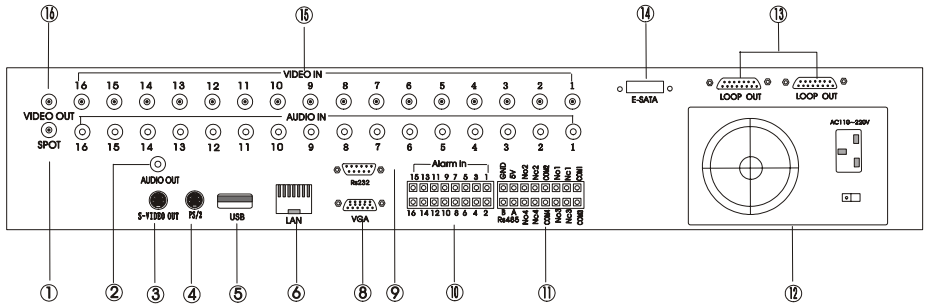 ⑯ ⑮ ⑭ ⑬
VIDEO IN
16 15 14 13 12 11 10 9 8 7 6 5 4 3 2 1
E-SATA
LOOP OUT LOOP OUT
VIDEO OUT
AUDIO IN
SPOT
16 15 14 13 12 11 10 9 8 7 6 5 4 3 2 1
AC110-220V
AUDIO OUT
Rs232
Alarm in
15 13 11 9 7 5 3 1
GND 5V No2 Nc2 COM2 No1 Nc1 COM1
S-VIDEO OUT
PS/2
USB
LAN
VGA
16 14 12 10 8 6 4 2
B A No4 Nc4 COM4 No3 Nc3 COM3
Rs485
① ② ③ ④ ⑤ ⑥ ⑧ ⑨ ⑩ ⑪ ⑫